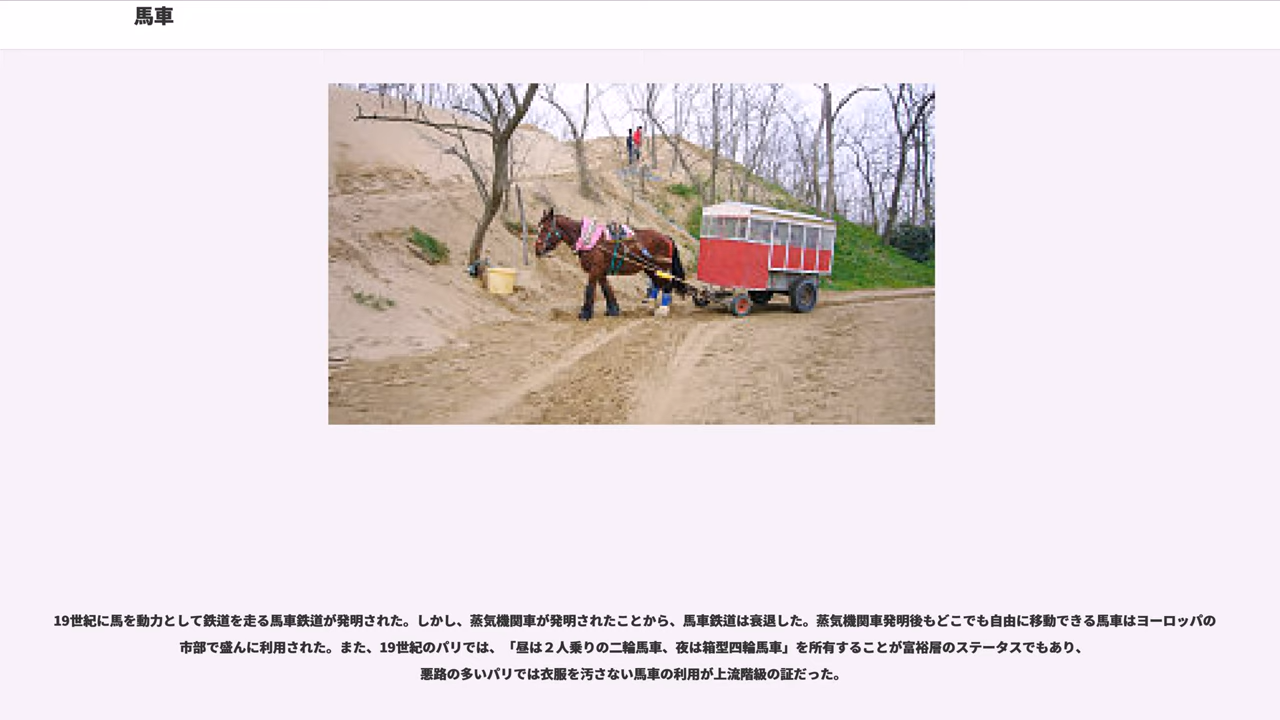 馬車
19世紀に馬を動力として鉄道を走る馬車鉄道が発明された。しかし、蒸気機関車が発明されたことから、馬車鉄道は衰退した。蒸気機関車発明後もどこでも自由に移動できる馬車はヨーロッパの
市部で盛んに利用された。また、19世紀のパリでは、「昼は２人乗りの二輪馬車、夜は箱型四輪馬車」を所有することが富裕層のステータスでもあり、
悪路の多いパリでは衣服を汚さない馬車の利用が上流階級の証だった。